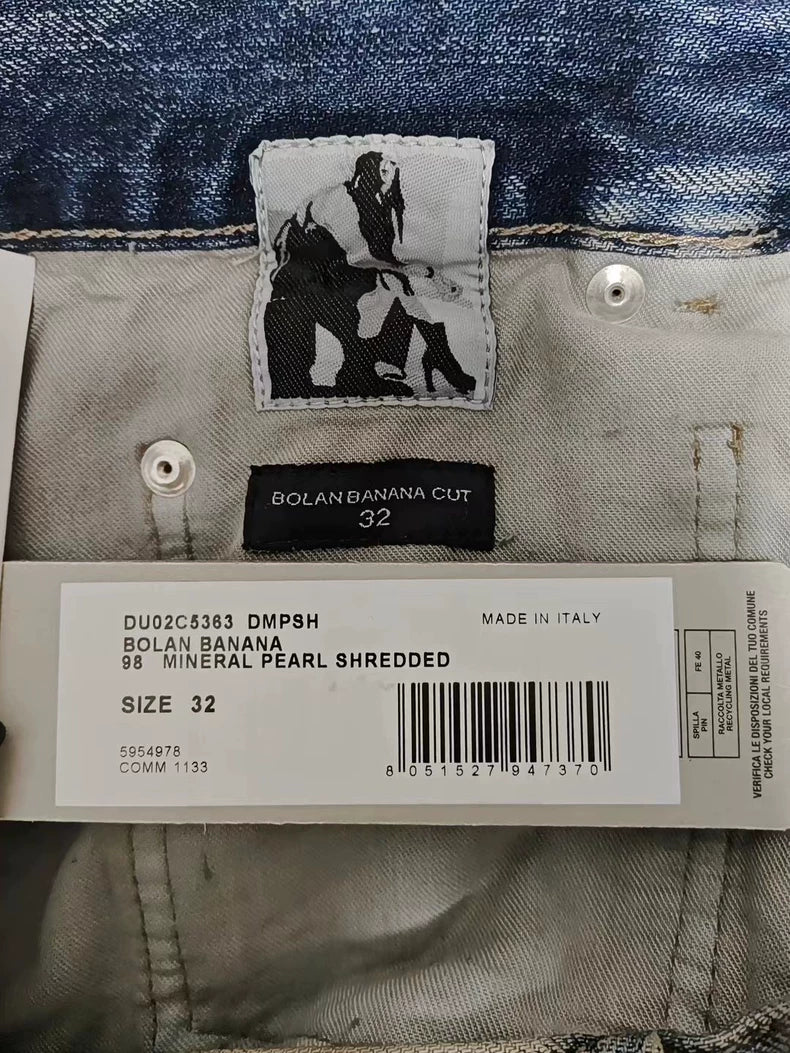 BOLAN BANANA CUT
32
DU02C5363 DMPSH
BOLAN BANANA
98 MINERAL PEARL SHREDDED
SIZE 32
5954978
COMM 1133
MADE IN ITALY
8 051527 947370
SPILLA
PIN
FE 40
RACCOLTA METALLO
RECYCLING METAL
VERIFICA LE DISPOSIZIONI DEL TUO COMUNE
CHECK YOUR LOCAL REQUIREMENTS